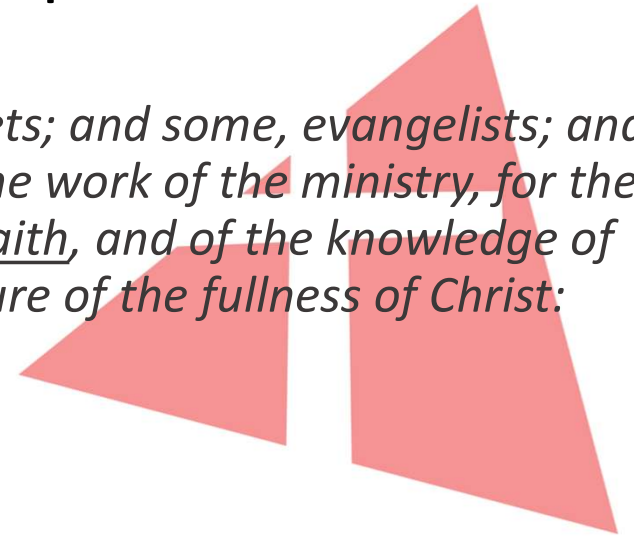 ets; and some, evangelists; and
he work of the ministry, for the
aith, and of the knowledge of
ure of the fullness of Christ: